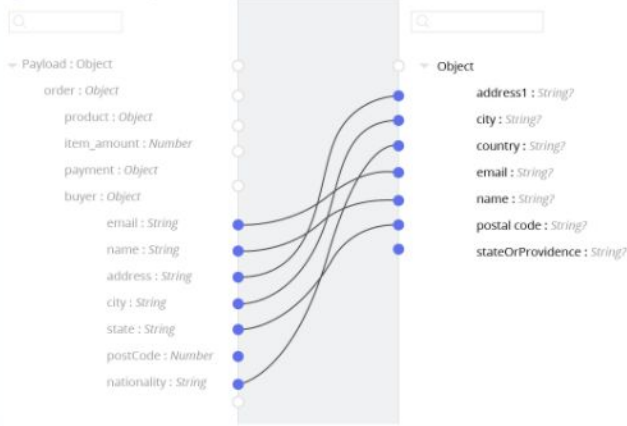 Payload : Object
order : Object
product : Object
item_amount : Number
payment : Object
buyer : Object
email : String
name : String
address : String
city : String
state : String
postCode : Number
nationality : String
Object
address1 : String?
city : String?
country : String?
email : String?
name : String?
postal code : String?
stateOrProvidence : String?